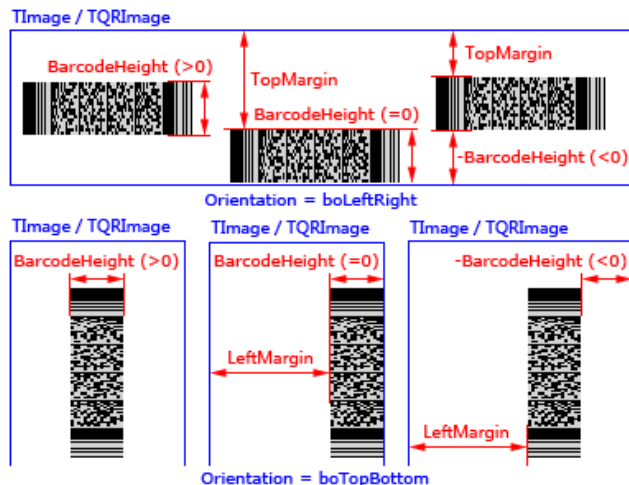 TImage / TQRImage
BarcodeHeight (>0)
TopMargin
TopMargin
BarcodeHeight (=0)
-BarcodeHeight (<0)
Orientation = boLeftRight
TImage / TQRImage
TImage / TQRImage
TImage / TQRImage
BarcodeHeight (>0)
BarcodeHeight (=0)
-BarcodeHeight (<0)
LeftMargin
LeftMargin
Orientation = boTopBottom